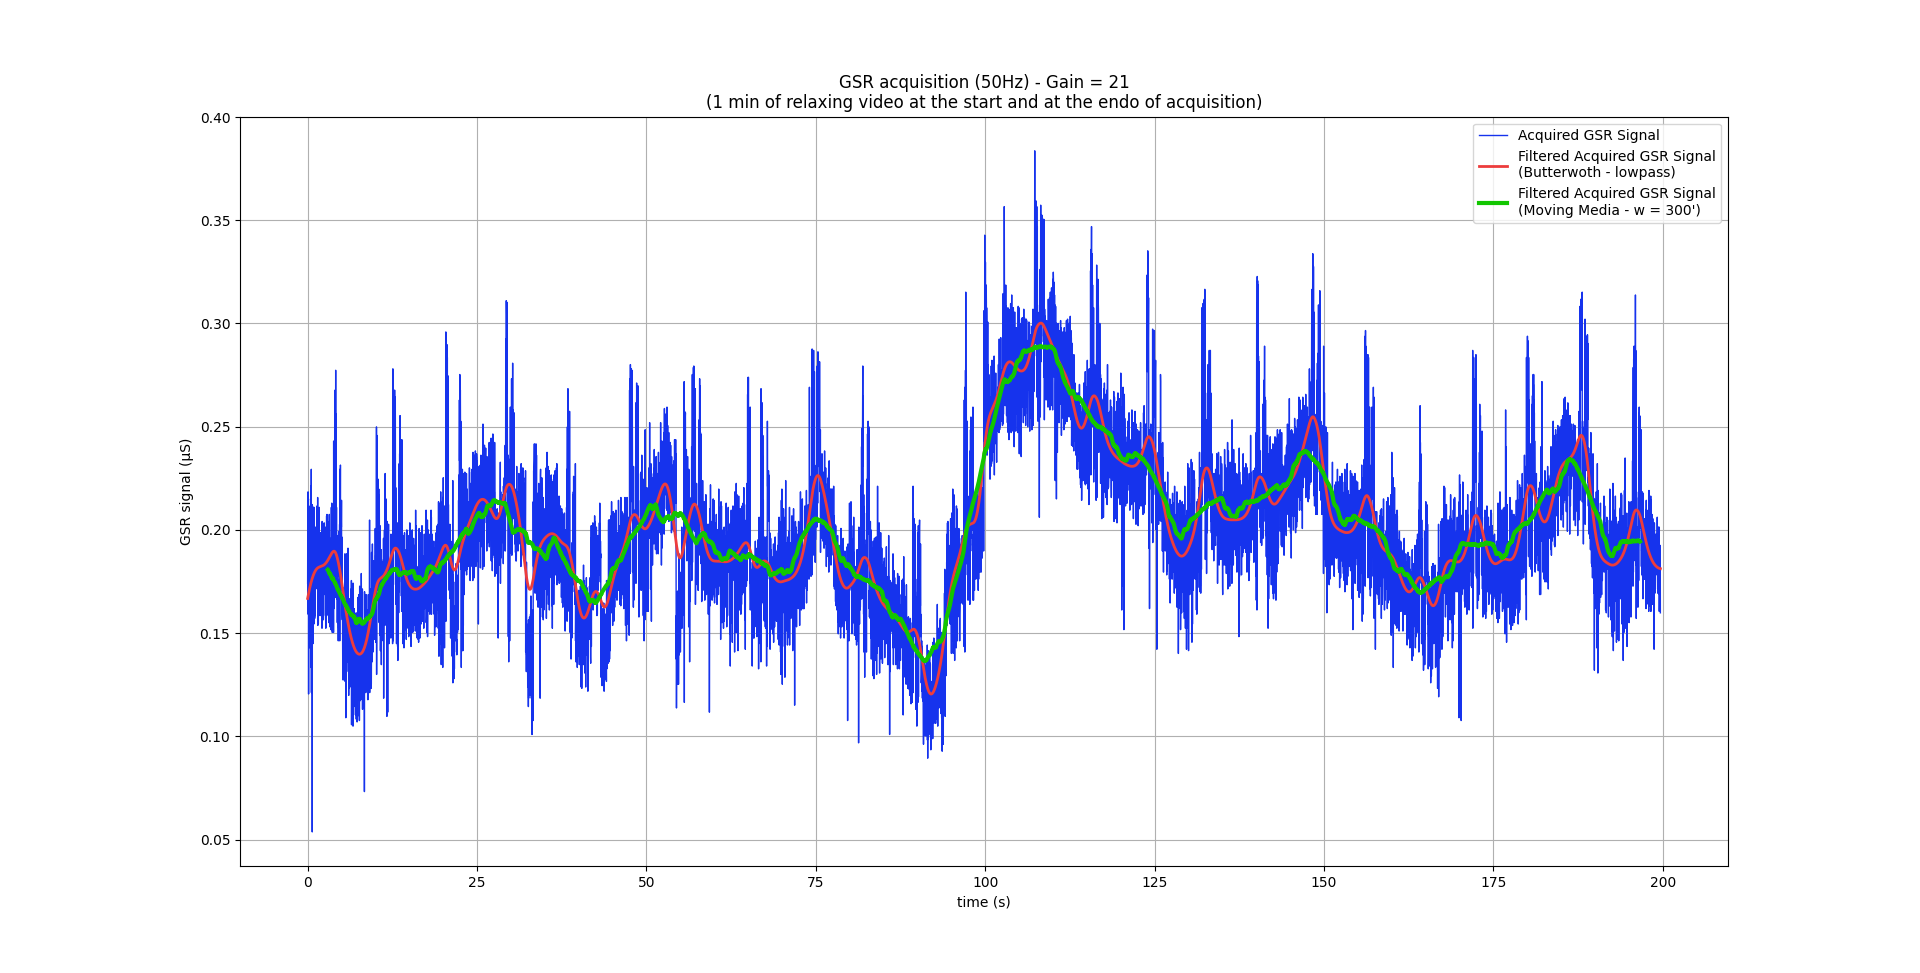 GSR acquisition (50Hz) - Gain = 21
(1 min of relaxing video at the start and at the endo of acquisition)
Acquired GSR Signal
Filtered Acquired GSR Signal
(Butterwoth - lowpass)
Filtered Acquired GSR Signal
(Moving Media - w = 300')
GSR signal (µS)
0.40
0.35
0.30
0.25
0.20
0.15
0.10
0.05
0 25 50 75 100 125 150 175 200
time (s)